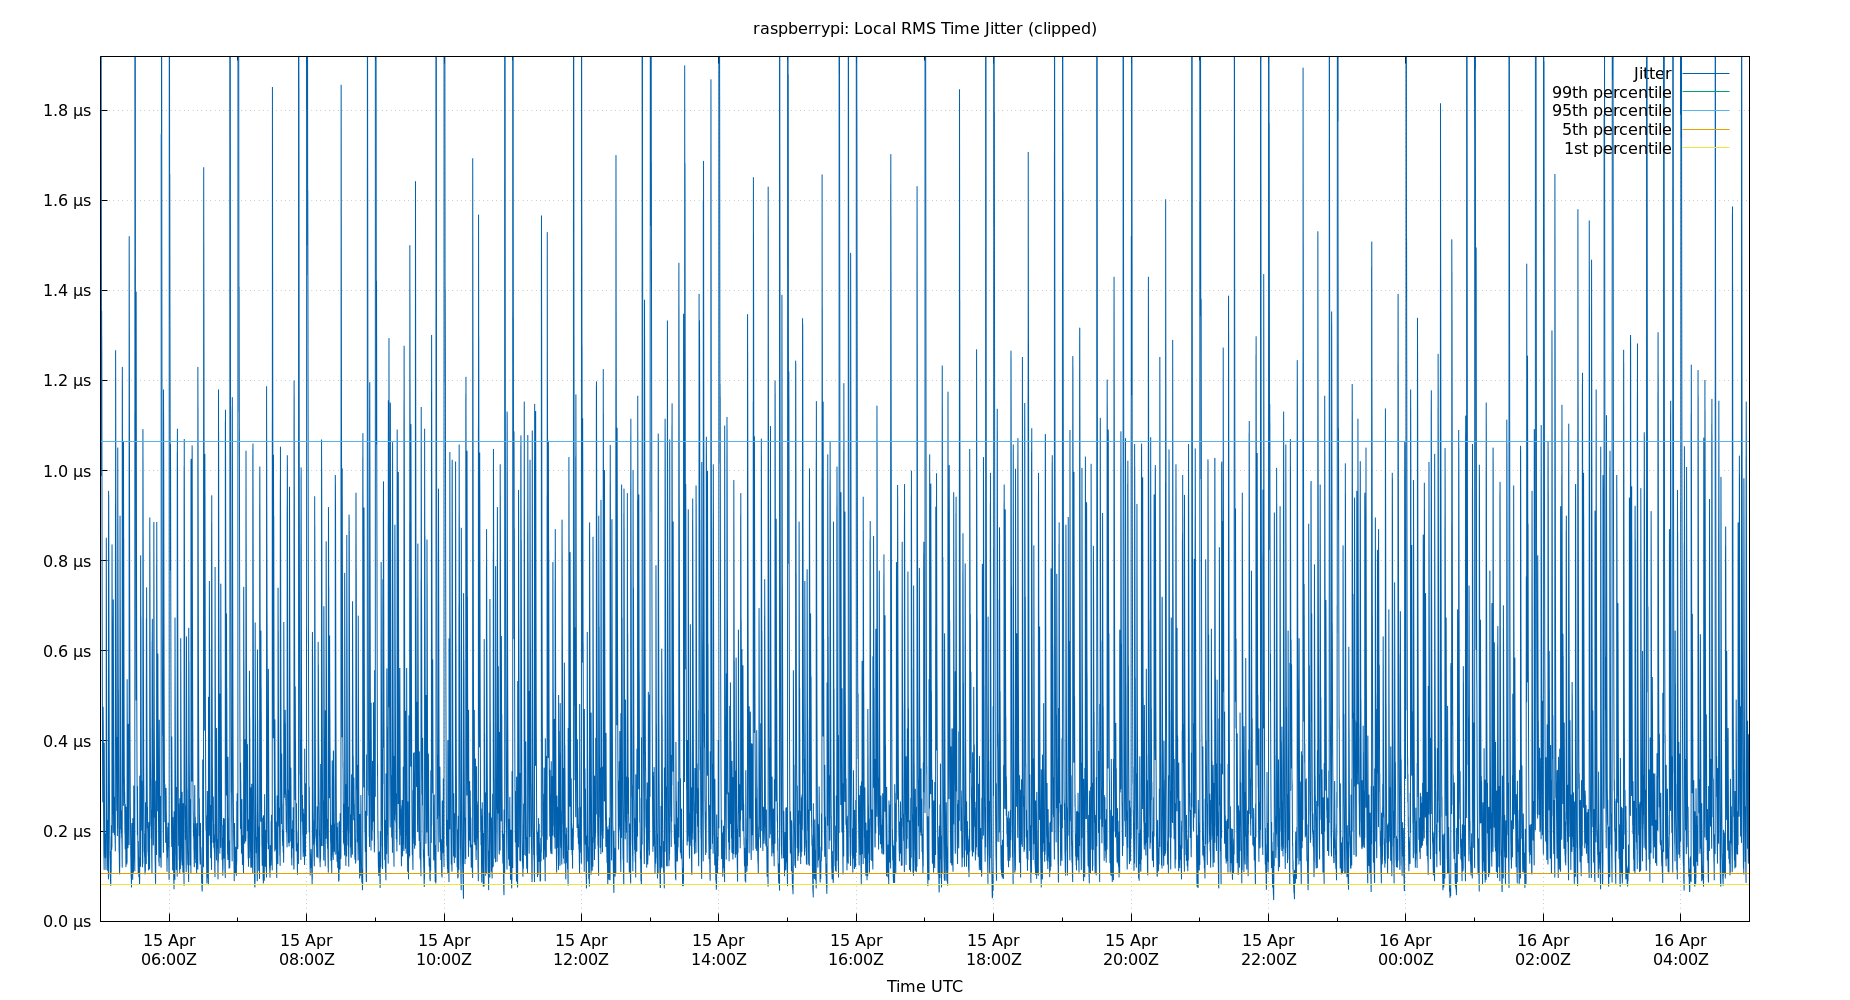 raspberrypi: Local RMS Time Jitter (clipped)
Jitter
99th percentile
95th percentile
5th percentile
1st percentile
1.8 µs
1.6 µs
1.4 µs
1.2 µs
1.0 µs
0.8 µs
0.6 µs
0.4 µs
0.2 µs
0.0 µs
15 Apr 15 Apr 15 Apr 15 Apr 15 Apr 15 Apr 15 Apr 15 Apr 15 Apr 16 Apr 16 Apr 16 Apr
06:00Z 08:00Z 10:00Z 12:00Z 14:00Z 16:00Z 18:00Z 20:00Z 22:00Z 00:00Z 02:00Z 04:00Z
Time UTC